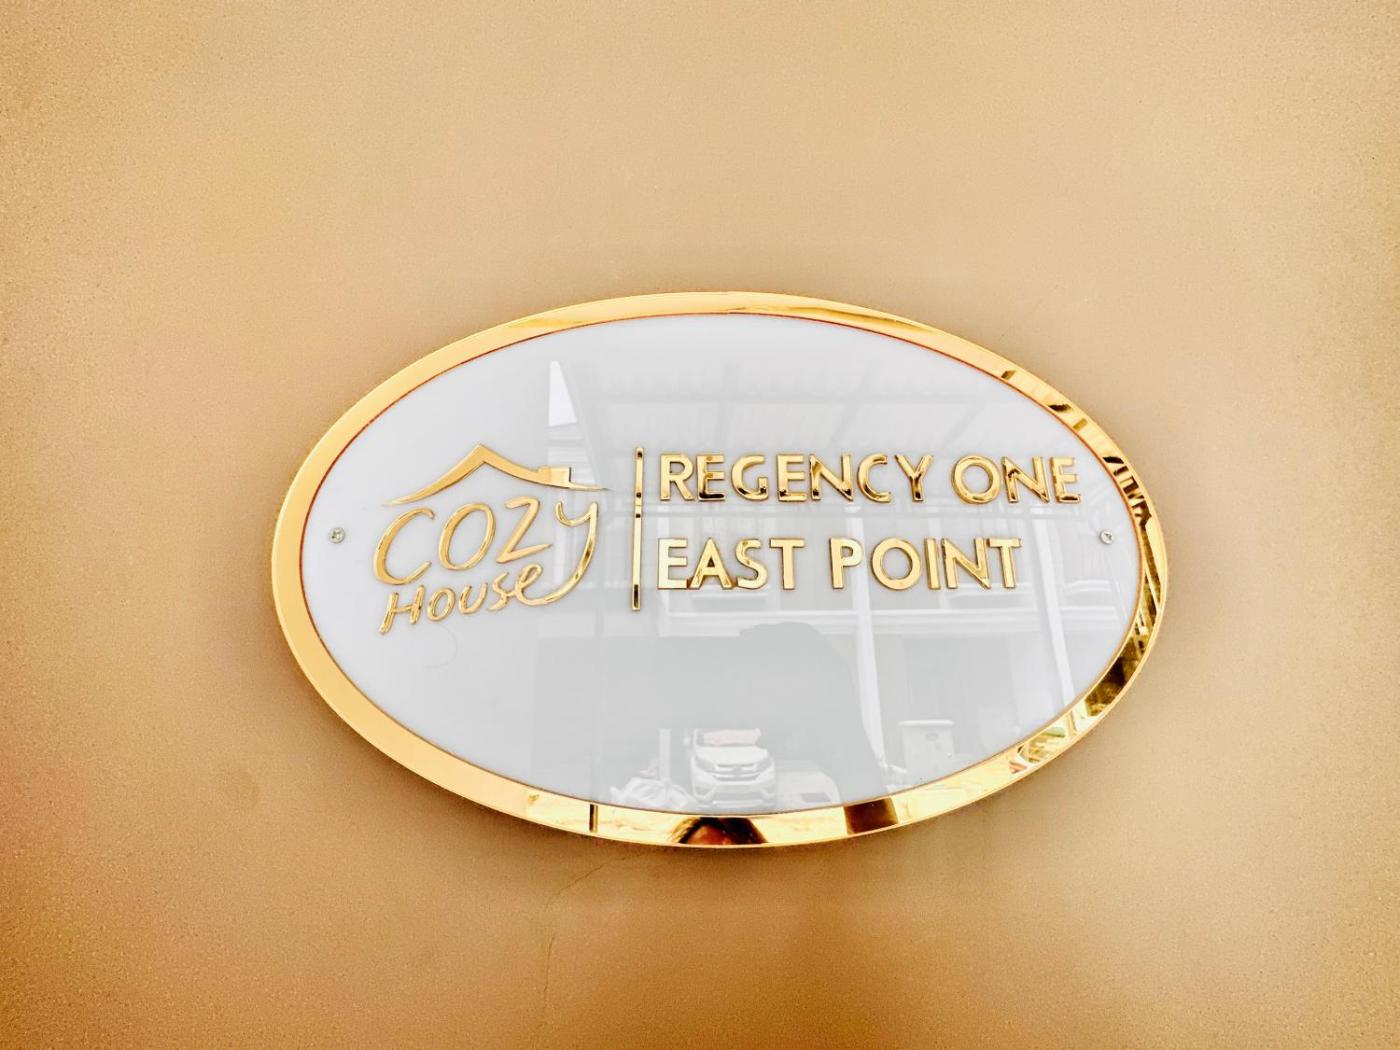 COZY
HOUSE
REGENCY ONE
EAST POINT